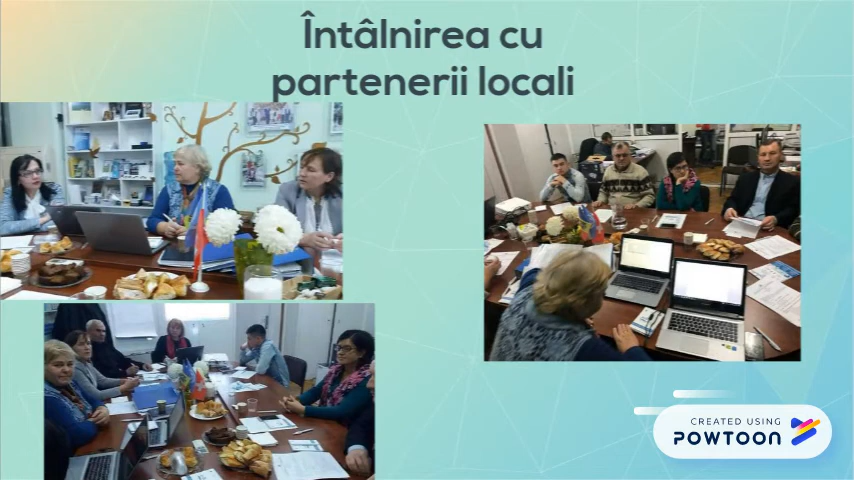 Întâlnirea cu
partenerii locali
CREATED USING
POWTOON